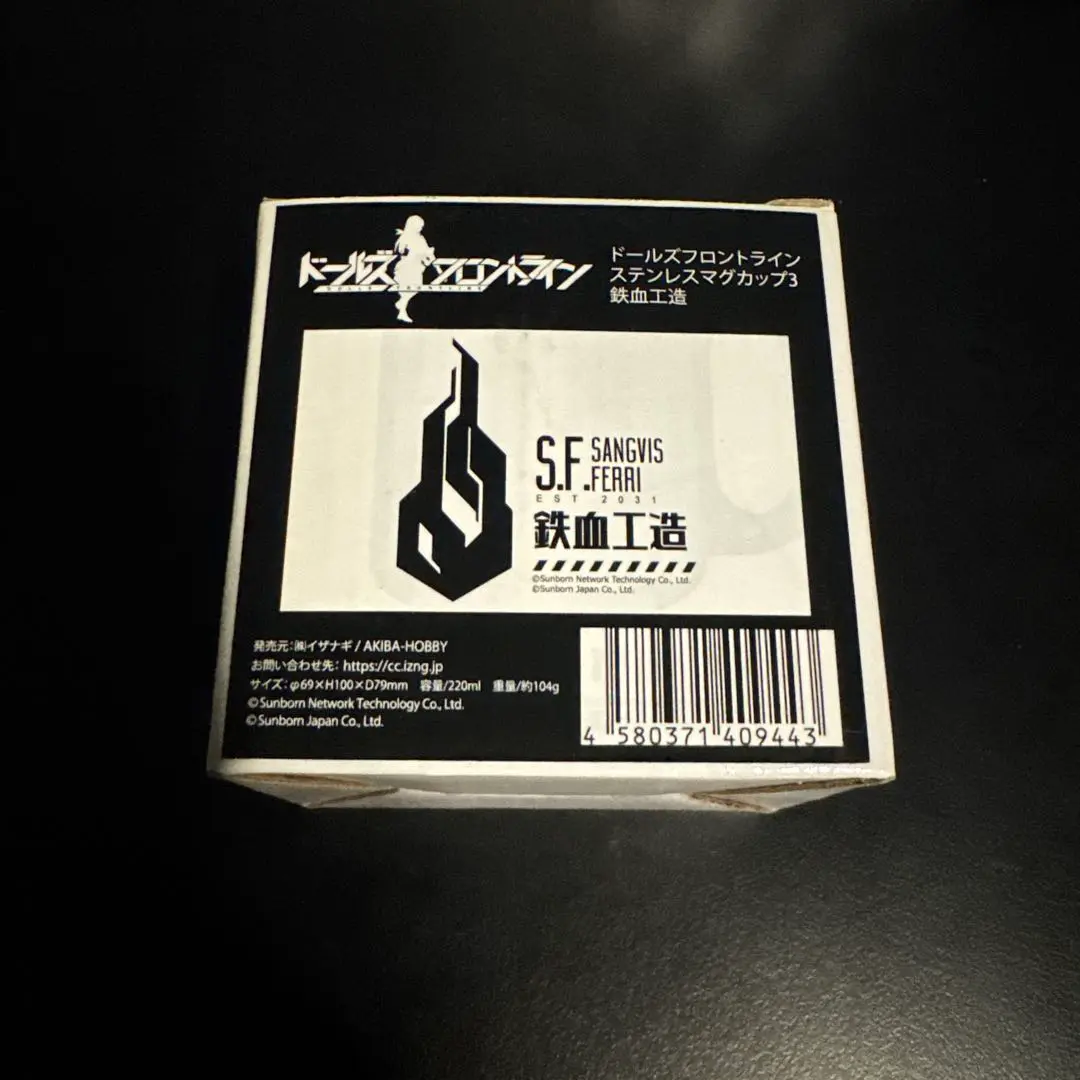 ドールズフロントライン
DOLLS FRONTLINE
ドールズフロントライン
ステンレスマグカップ3
鉄血工造
S.F. SANGVIS FERRI
EST 2031
鉄血工造
©Sunborn Network Technology Co., Ltd.
©Sunborn Japan Co., Ltd.
発売元:㈱イザナギ / AKIBA-HOBBY
お問い合わせ先: https://cc.izng.jp
サイズ:φ69×H100×D79mm 容量/220ml 重量/約104g
©Sunborn Network Technology Co., Ltd.
©Sunborn Japan Co., Ltd.
4 580371 409443